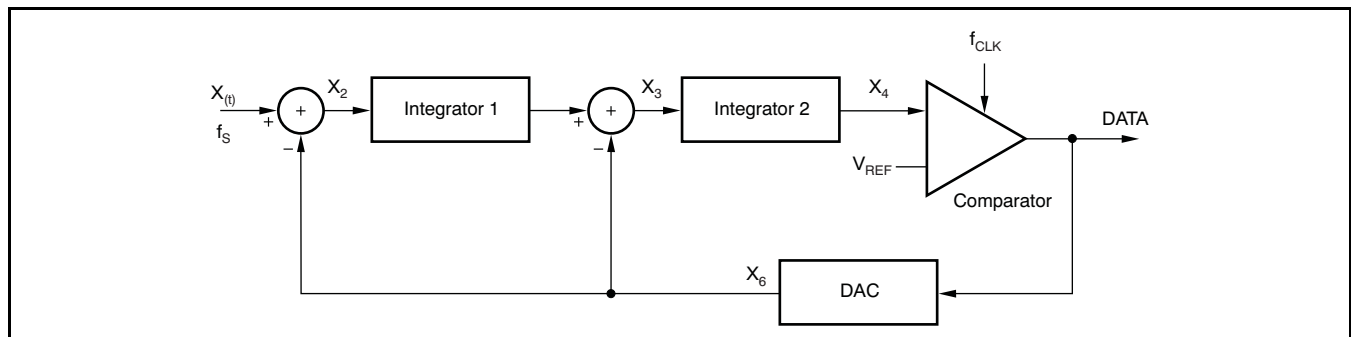 f_CLK
X_(t)
X_2
Integrator 1
X_3
Integrator 2
X_4
+
+
+
+
f_S
DATA
−
−
V_REF
Comparator
X_6
DAC